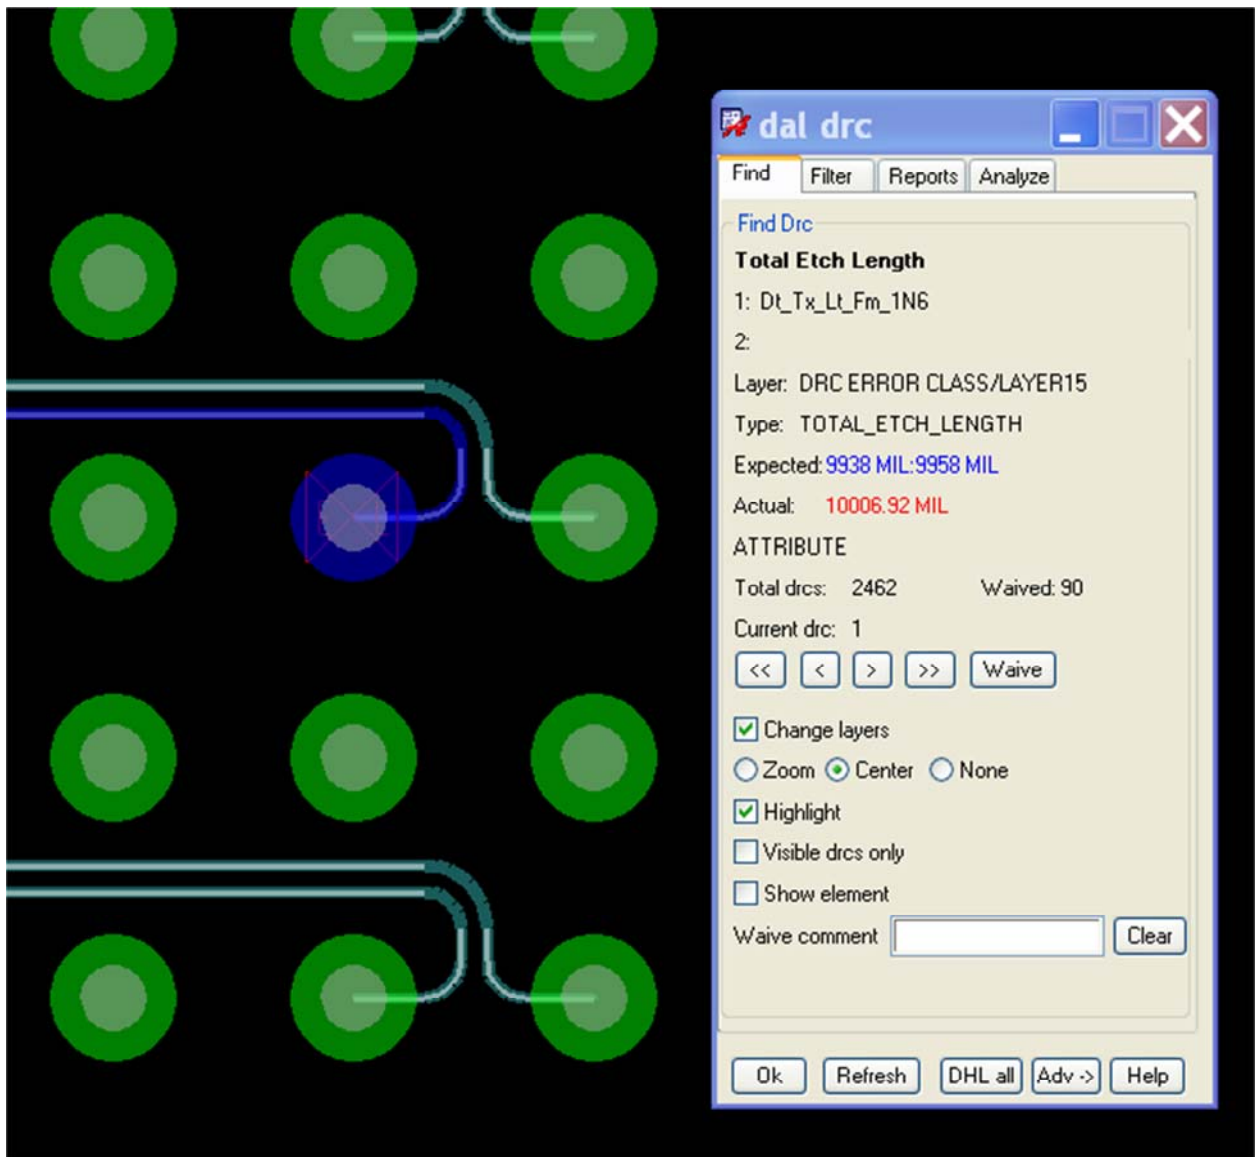 dal drc
Find Filter Reports Analyze
Find Drc
Total Etch Length
1: Dt_Tx_Lt_Fm_1N6
2:
Layer: DRC ERROR CLASS/LAYER15
Type: TOTAL_ETCH_LENGTH
Expected: 9938 MIL:9958 MIL
Actual: 10006.92 MIL
ATTRIBUTE
Total drcs: 2462 Waived: 90
Current drc: 1
<< < > >> Waive
Change layers
Zoom Center None
Highlight
Visible drcs only
Show element
Waive comment Clear
Ok Refresh DHL all Adv -> Help